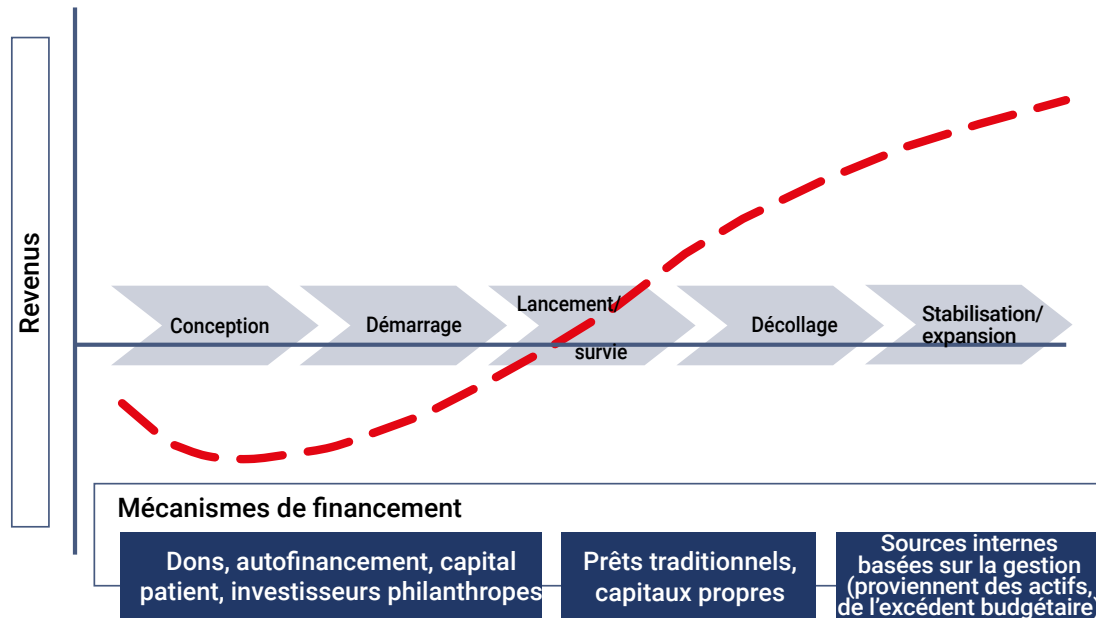 Revenus
Conception
Démarrage
Lancement/
survie
Décollage
Stabilisation/
expansion
Mécanismes de financement
Dons, autofinancement, capital
patient, investisseurs philanthropes
Prêts traditionnels,
capitaux propres
Sources internes
basées sur la gestion
(proviennent des actifs,
de l'excédent budgétaire)